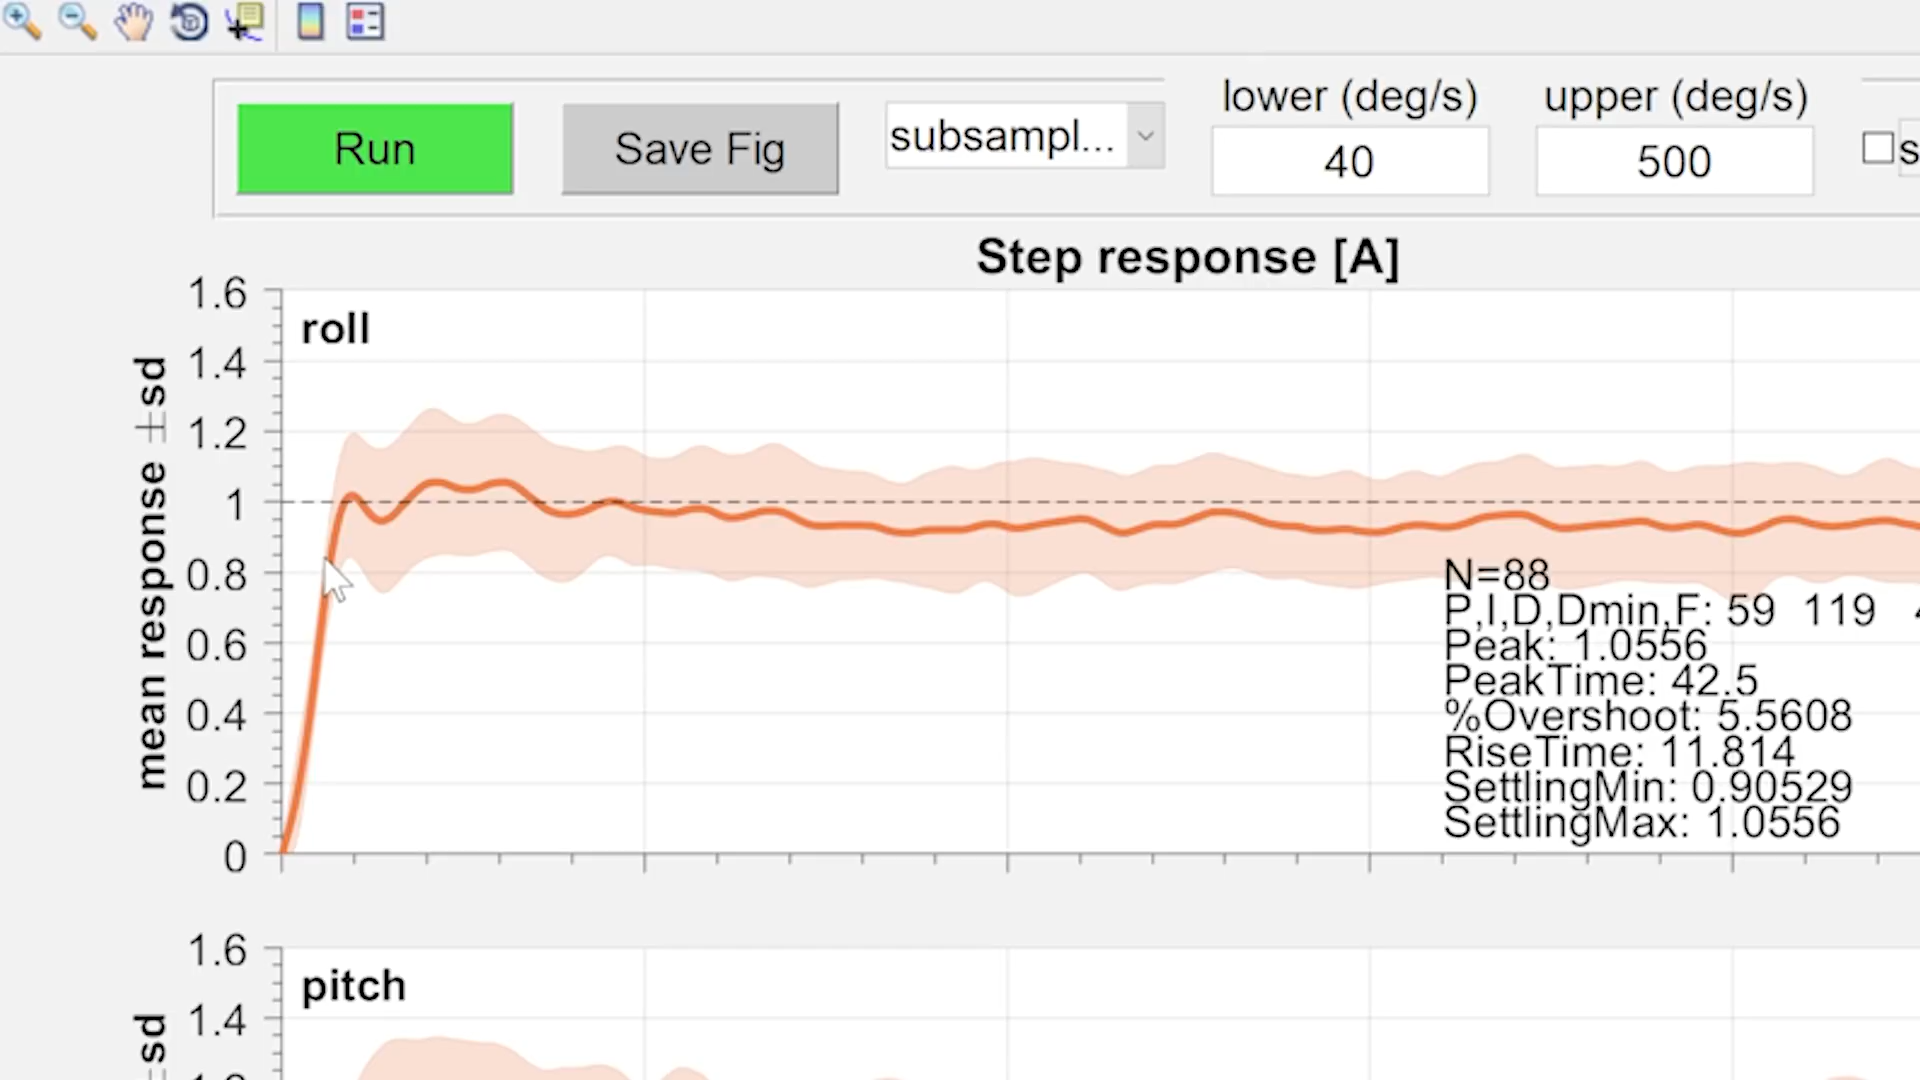 Run
Save Fig
subsampl...
lower (deg/s)
40
upper (deg/s)
500
s
Step response [A]
mean response ±sd
1.6
1.4
1.2
1
0.8
0.6
0.4
0.2
0
roll
N=88
P,I,D,Dmin,F: 59 119
Peak: 1.0556
PeakTime: 42.5
%Overshoot: 5.5608
RiseTime: 11.814
SettlingMin: 0.90529
SettlingMax: 1.0556
1.6
1.4
pitch
±sd